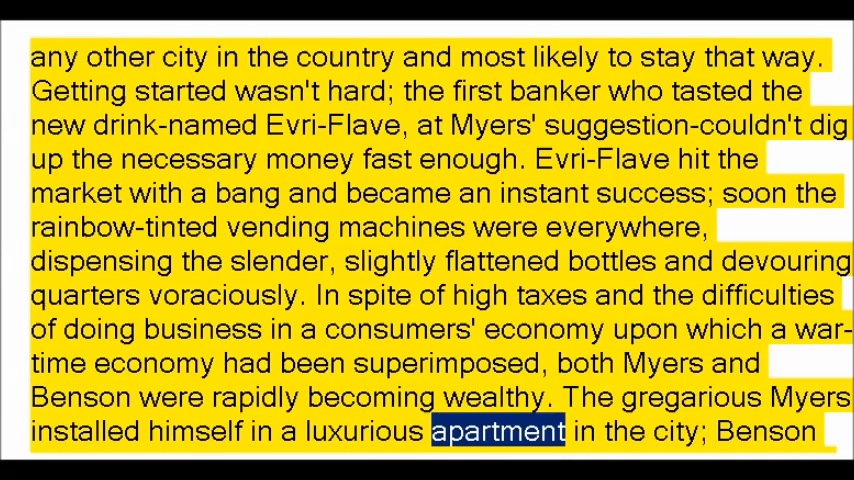 any other city in the country and most likely to stay that way.
Getting started wasn't hard; the first banker who tasted the
new drink-named Evri-Flave, at Myers' suggestion-couldn't dig
up the necessary money fast enough. Evri-Flave hit the
market with a bang and became an instant success; soon the
rainbow-tinted vending machines were everywhere,
dispensing the slender, slightly flattened bottles and devouring
quarters voraciously. In spite of high taxes and the difficulties
of doing business in a consumers' economy upon which a war-
time economy had been superimposed, both Myers and
Benson were rapidly becoming wealthy. The gregarious Myers
installed himself in a luxurious apartment in the city; Benson